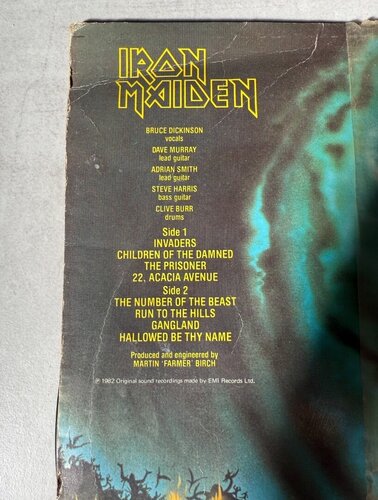 IRON
MAIDEN
BRUCE DICKINSON
vocals
DAVE MURRAY
lead guitar
ADRIAN SMITH
lead guitar
STEVE HARRIS
bass guitar
CLIVE BURR
drums
Side 1
INVADERS
CHILDREN OF THE DAMNED
THE PRISONER
22, ACACIA AVENUE
Side 2
THE NUMBER OF THE BEAST
RUN TO THE HILLS
GANGLAND
HALLOWED BE THY NAME
Produced and engineered by
MARTIN 'FARMER' BIRCH
℗ 1982 Original sound recordings made by EMI Records Ltd.